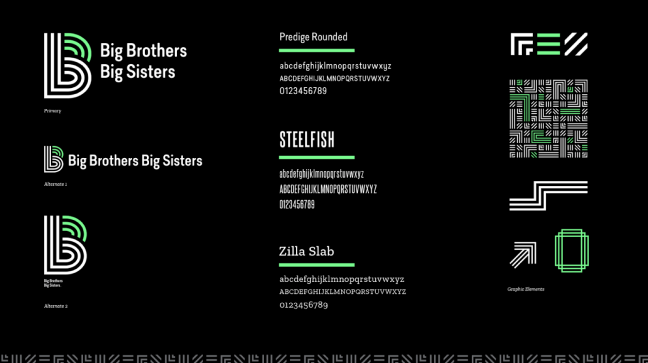 Big Brothers
Big Sisters
Primary
Big Brothers Big Sisters
Alternate 1
Big Brothers
Big Sisters
Alternate 2
Predige Rounded
abcdefghijklmnopqrstuvwxyz
ABCDEFGHIJKLMNOPQRSTUVWXYZ
0123456789
STEELFISH
abcdefghijklmnopqrstuvwxyz
ABCDEFGHIJKLMNOPQRSTUVWXYZ
0123456789
Zilla Slab
abcdefghijklmnopqrstuvwxyz
ABCDEFGHIJKLMNOPQRSTUVWXYZ
0123456789
Graphic Elements